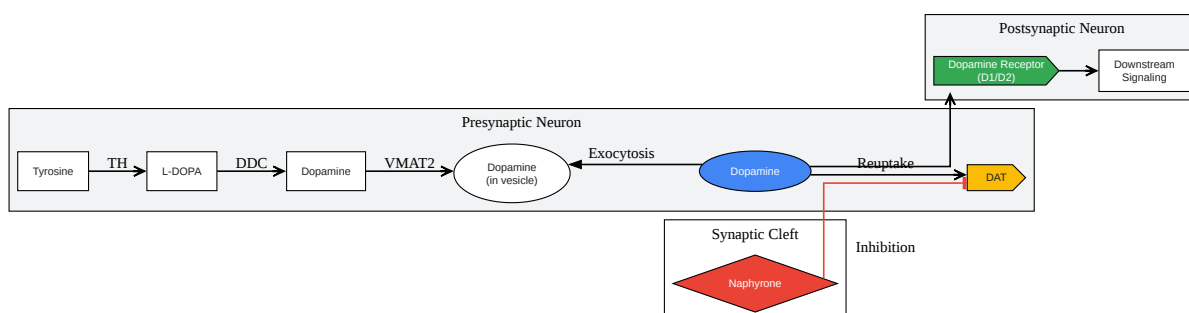 Postsynaptic Neuron
Dopamine Receptor
(D1/D2)
Downstream
Signaling
Presynaptic Neuron
Tyrosine
TH
L-DOPA
DDC
Dopamine
VMAT2
Dopamine
(in vesicle)
Exocytosis
Dopamine
Reuptake
DAT
Synaptic Cleft
Inhibition
Naphyrone